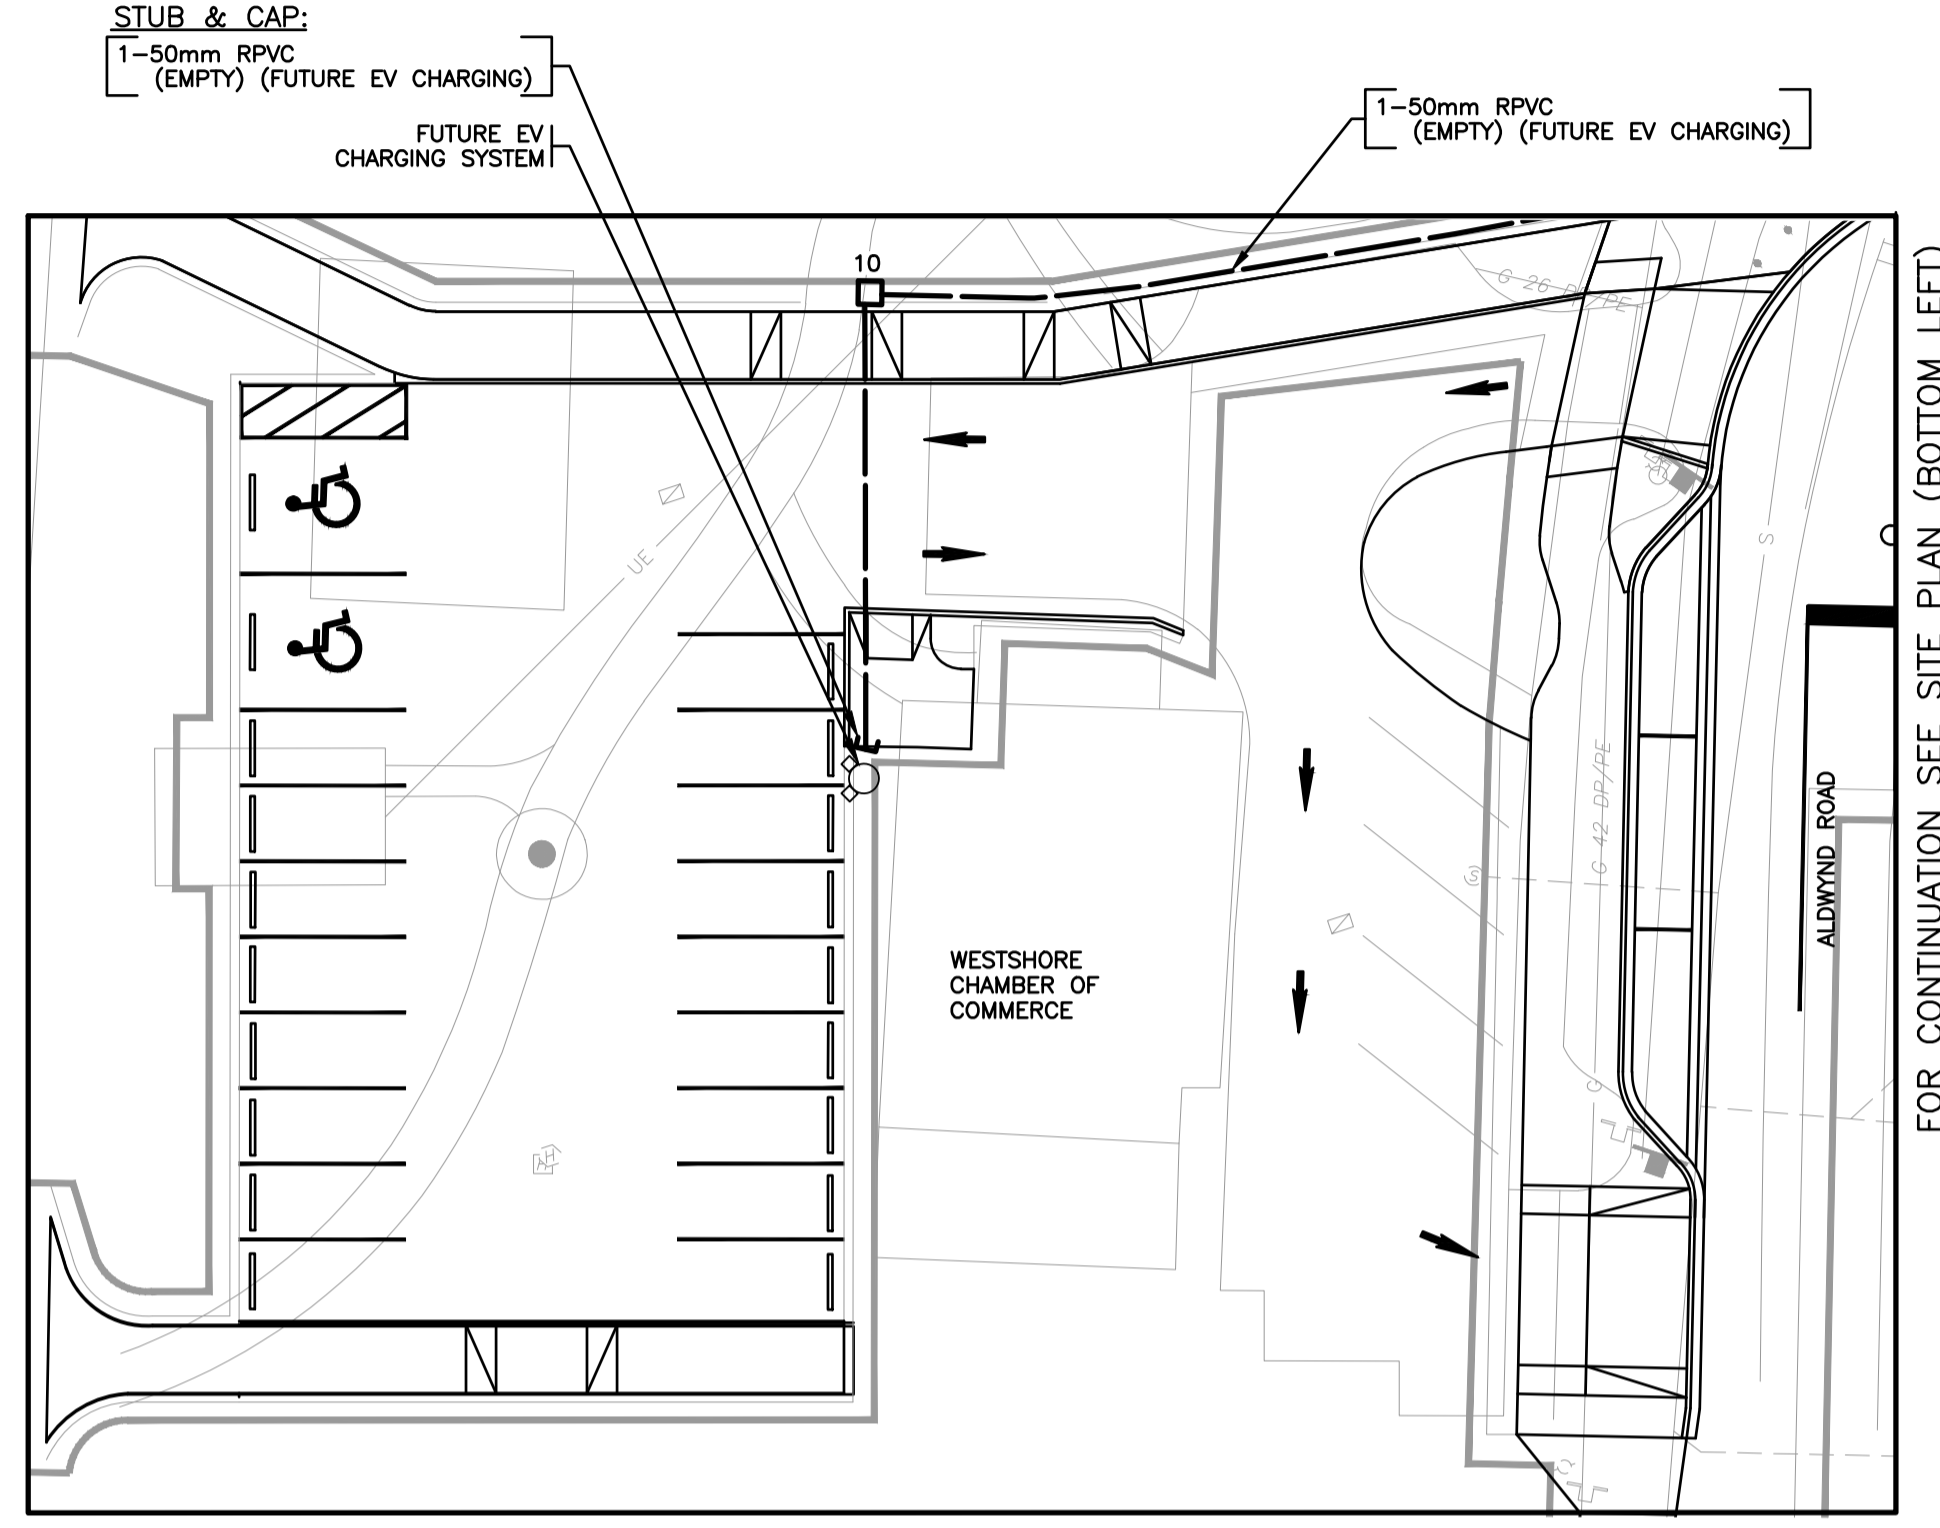 STUB & CAP:
1-50mm RPVC
(EMPTY) (FUTURE EV CHARGING)
FUTURE EV
CHARGING SYSTEM
1-50mm RPVC
(EMPTY) (FUTURE EV CHARGING)
10
UE
S
G 42 DP/PE
S
G
WESTSHORE
CHAMBER OF
COMMERCE
ALDWYND ROAD
AH
FOR CONTINUATION SEE SITE PLAN (BOTTOM LEFT)